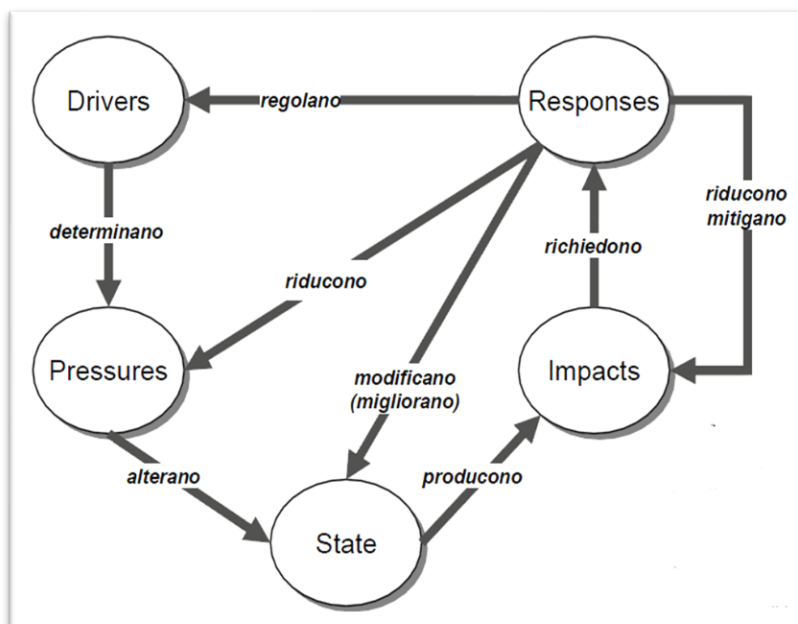 Drivers
regolano
Responses
determinano
riducono
mitigano
richiedono
riducono
Pressures
modificano
(migliorano)
Impacts
alterano
producono
State